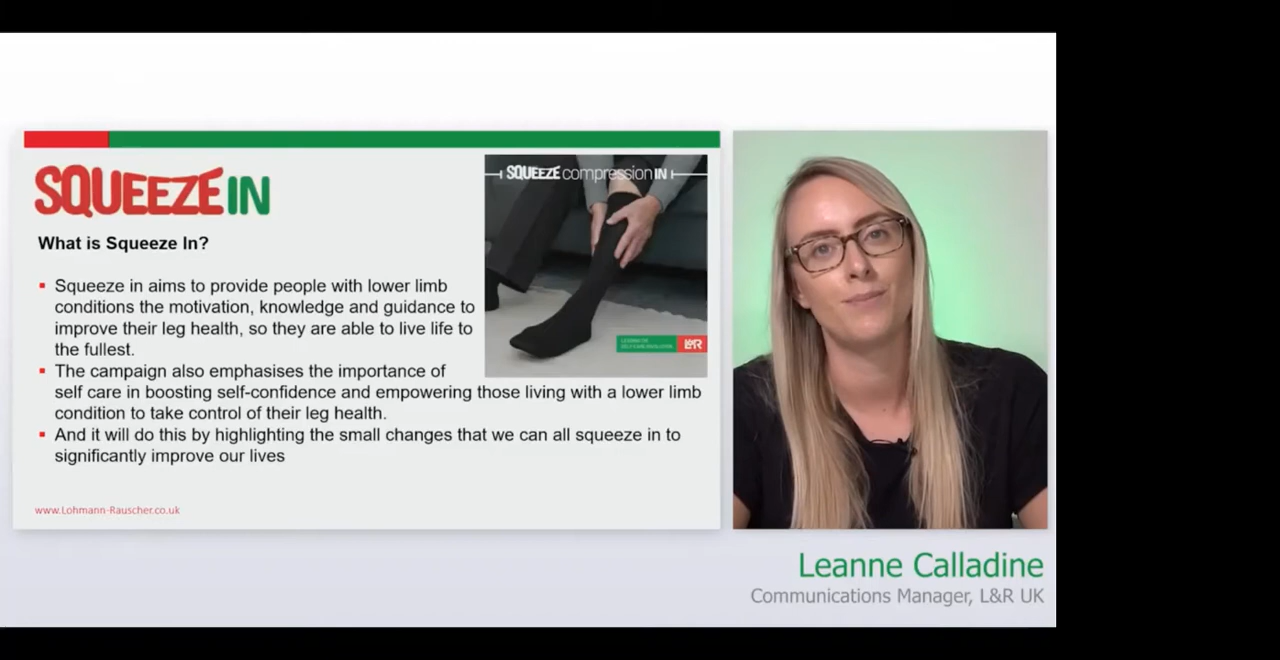 SQUEEZE IN
SQUEEZE compression IN
What is Squeeze In?
Squeeze in aims to provide people with lower limb
conditions the motivation, knowledge and guidance to
improve their leg health, so they are able to live life to
the fullest.
The campaign also emphasises the importance of
self care in boosting self-confidence and empowering those living with a lower limb
condition to take control of their leg health.
And it will do this by highlighting the small changes that we can all squeeze in to
significantly improve our lives
L&R
www.Lohmann-Rauscher.co.uk
Leanne Calladine
Communications Manager, L&R UK